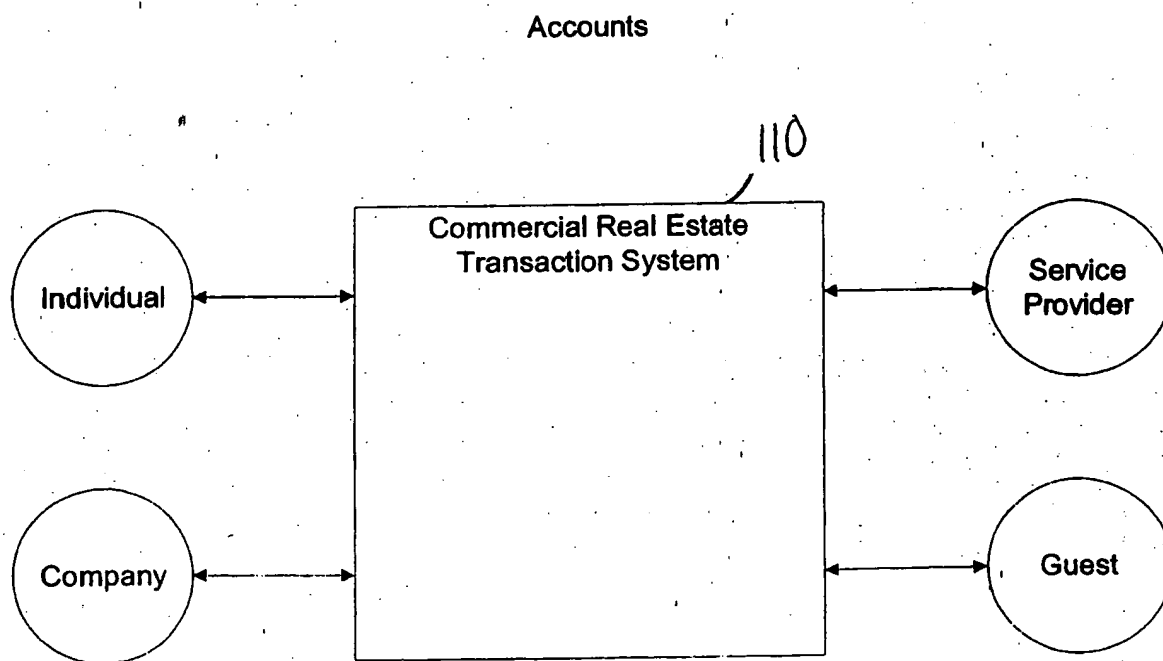 Accounts
110
Commercial Real Estate
Transaction System
Individual
Service
Provider
Company
Guest